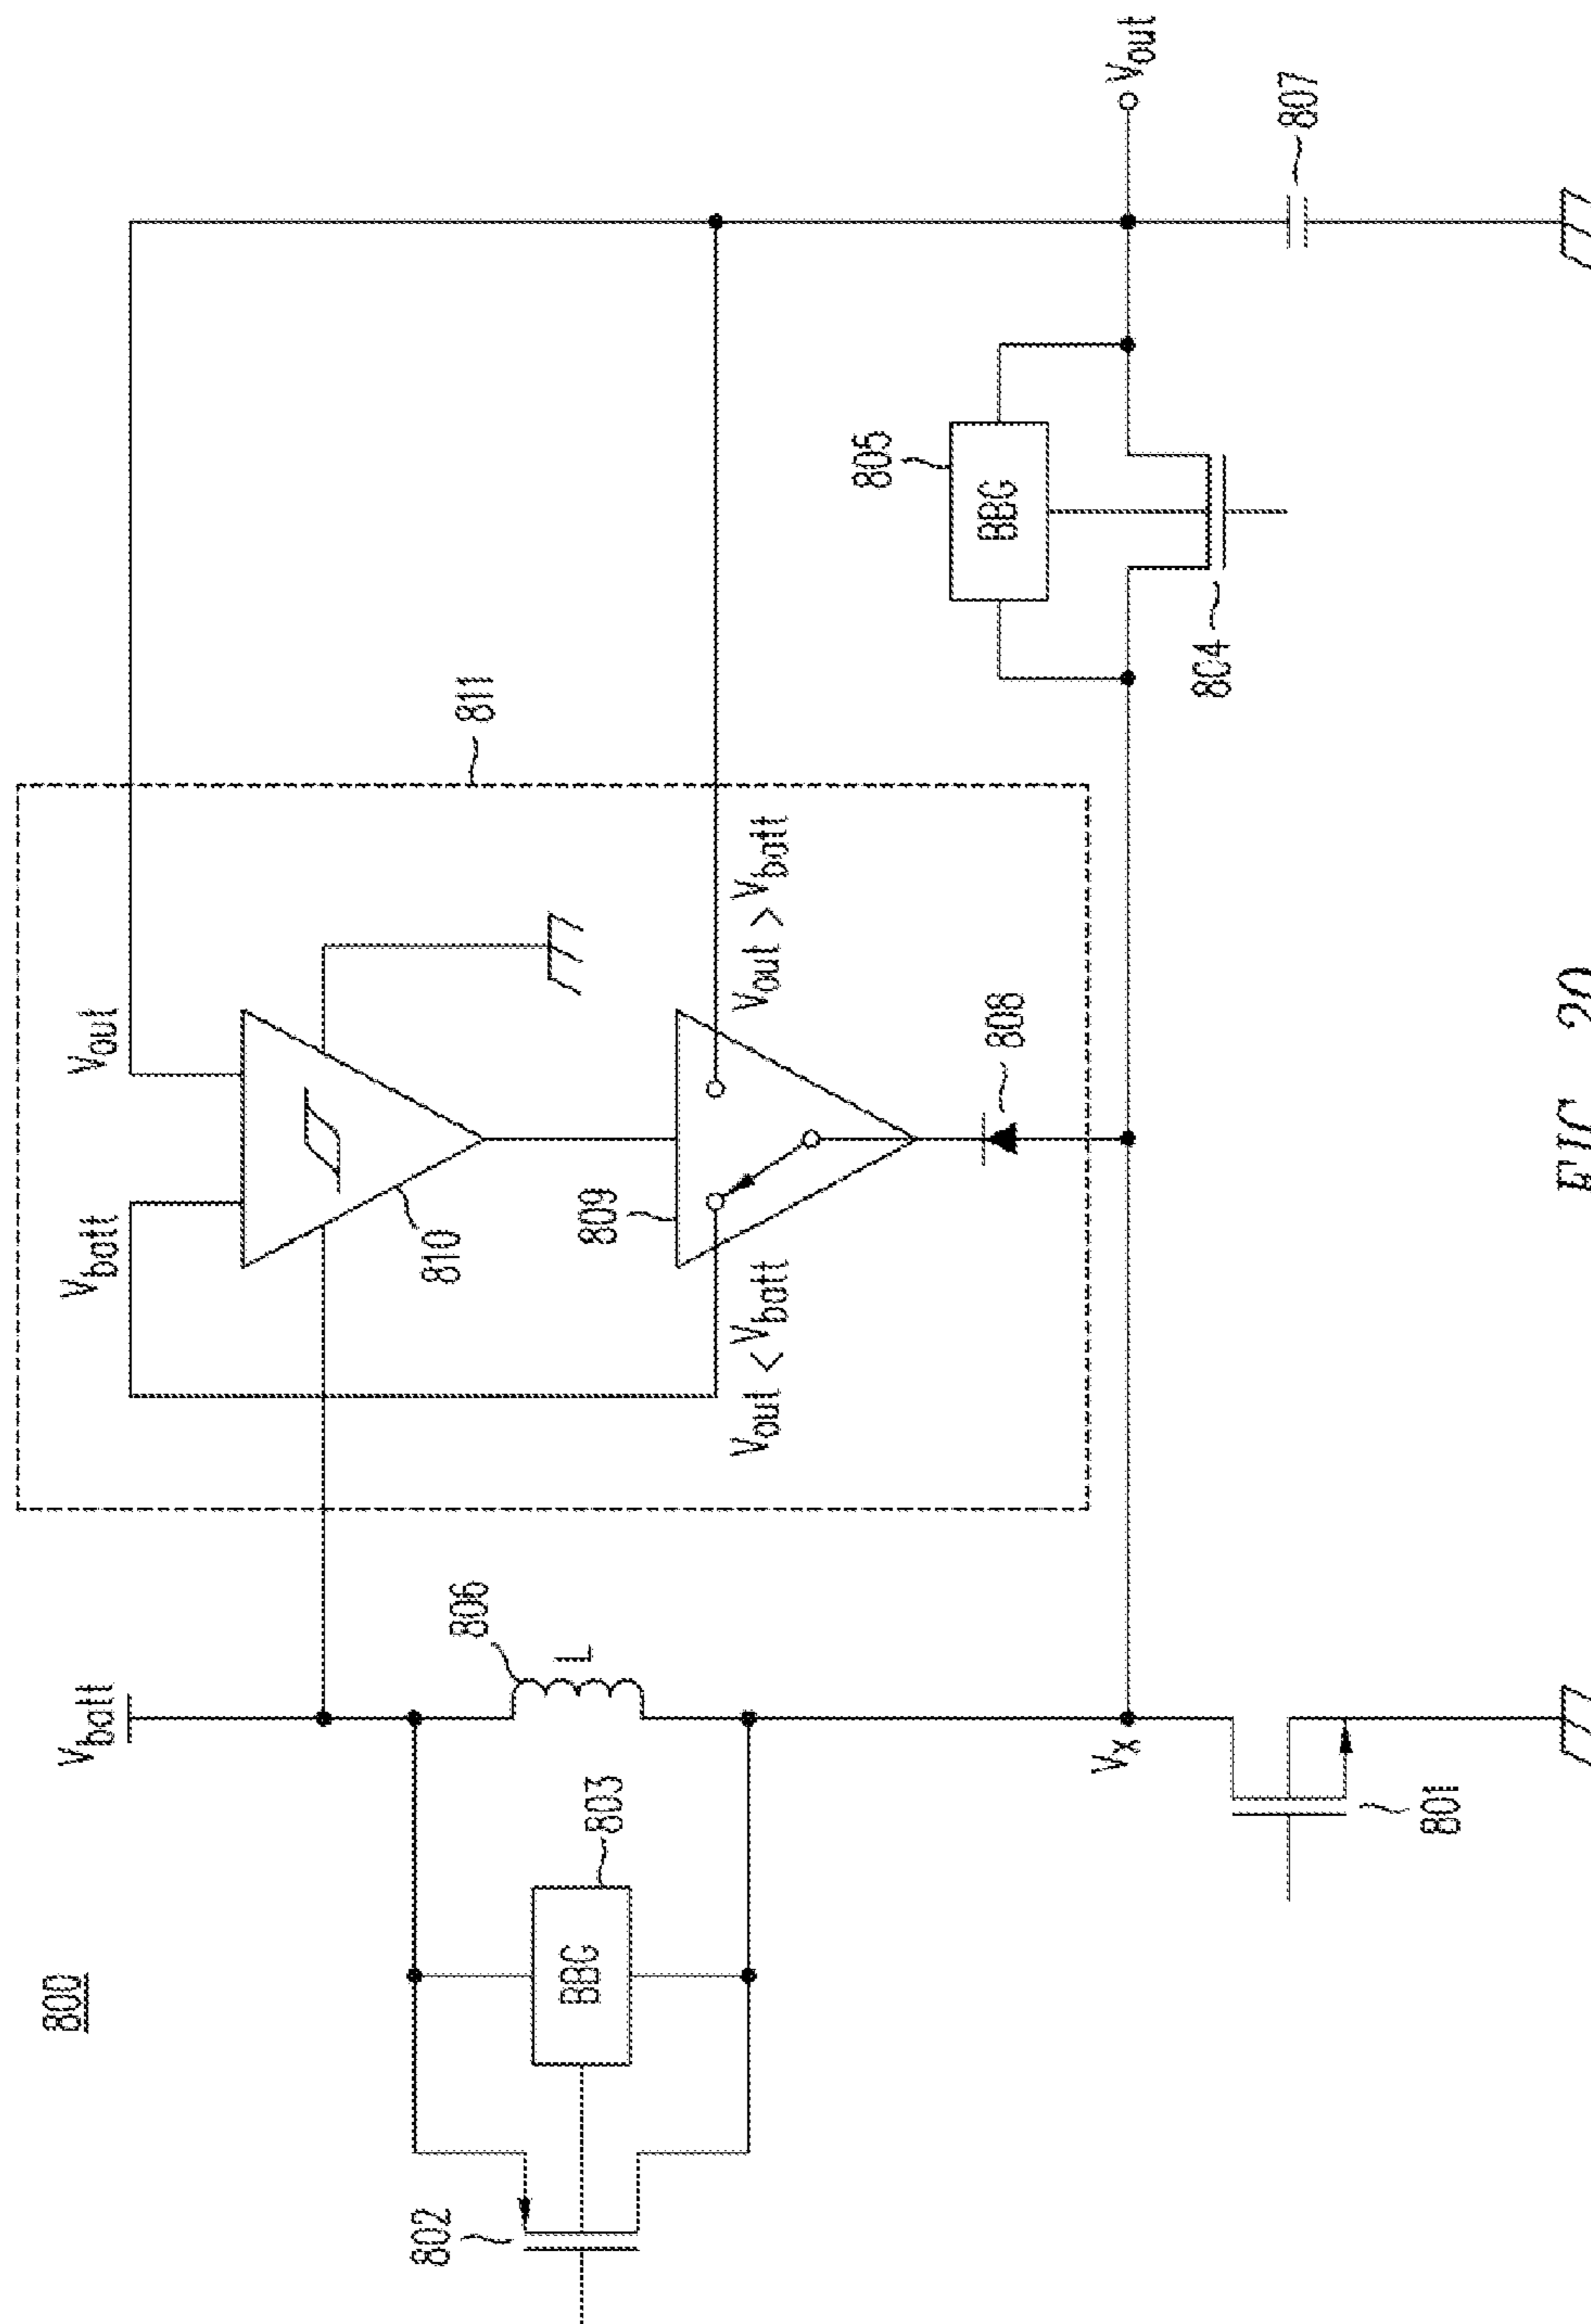 800
V_batt
802
BBG
803
806
L
V_x
801
V_batt
V_out
810
809
V_out < V_batt
V_out > V_batt
808
811
805
BBG
804
V_out
807
FIG. 20